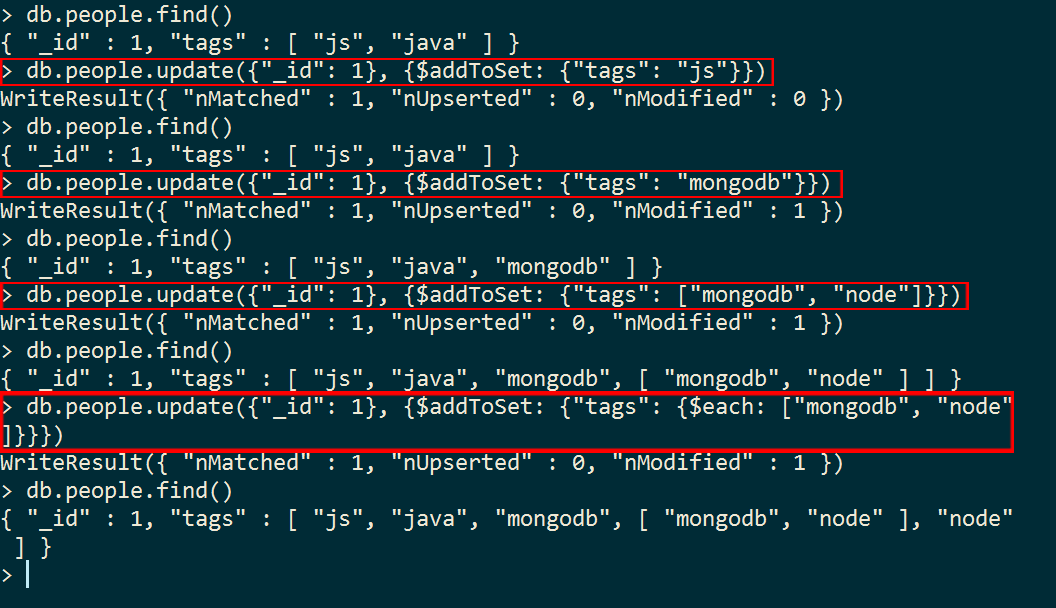 > db.people.find()
{ "_id" : 1, "tags" : [ "js", "java" ] }
> db.people.update({"_id": 1}, {$addToSet: {"tags": "js"}})
WriteResult({ "nMatched" : 1, "nUpserted" : 0, "nModified" : 0 })
> db.people.find()
{ "_id" : 1, "tags" : [ "js", "java" ] }
> db.people.update({"_id": 1}, {$addToSet: {"tags": "mongodb"}})
WriteResult({ "nMatched" : 1, "nUpserted" : 0, "nModified" : 1 })
> db.people.find()
{ "_id" : 1, "tags" : [ "js", "java", "mongodb" ] }
> db.people.update({"_id": 1}, {$addToSet: {"tags": ["mongodb", "node"]}})
WriteResult({ "nMatched" : 1, "nUpserted" : 0, "nModified" : 1 })
> db.people.find()
{ "_id" : 1, "tags" : [ "js", "java", "mongodb", [ "mongodb", "node" ] ] }
> db.people.update({"_id": 1}, {$addToSet: {"tags": {$each: ["mongodb", "node"
]}}})
WriteResult({ "nMatched" : 1, "nUpserted" : 0, "nModified" : 1 })
> db.people.find()
{ "_id" : 1, "tags" : [ "js", "java", "mongodb", [ "mongodb", "node" ], "node"
 ] }
>